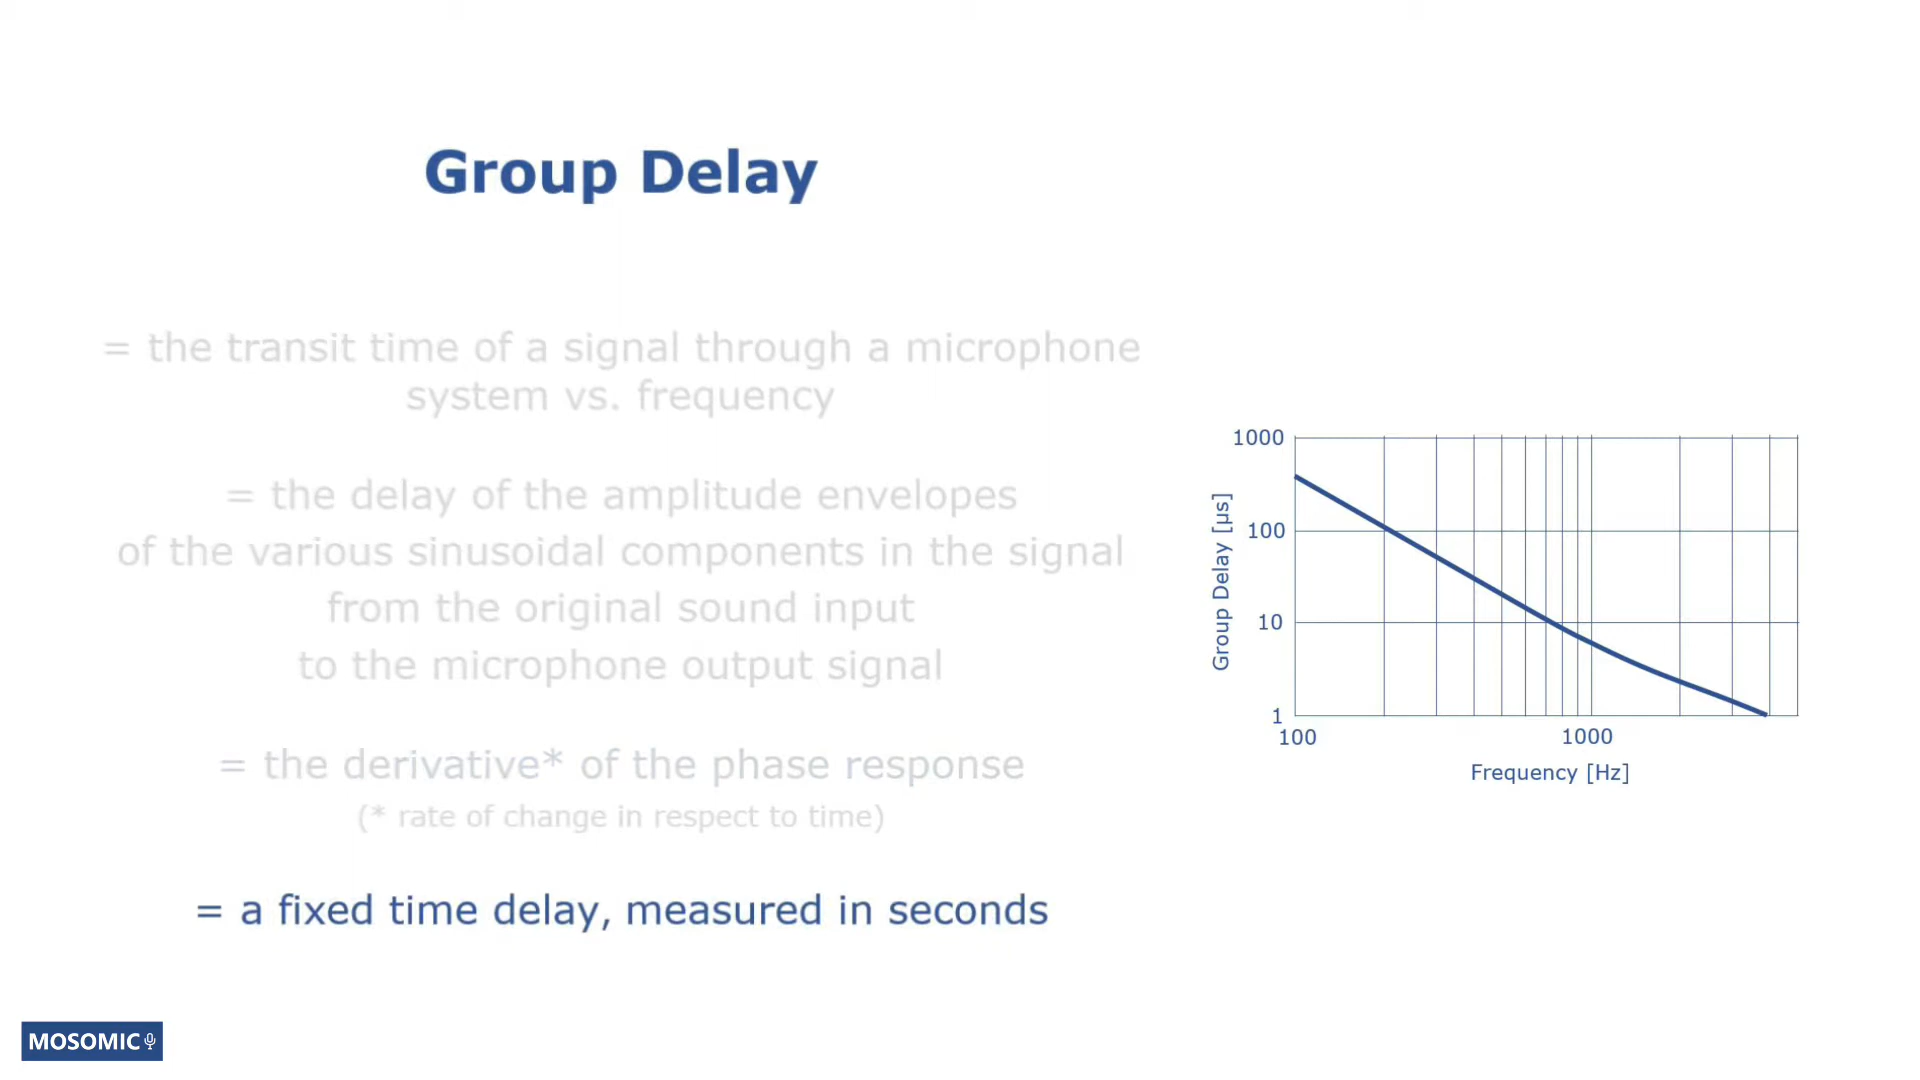 Group Delay
= the transit time of a signal through a microphone
system vs. frequency
= the delay of the amplitude envelopes
of the various sinusoidal components in the signal
from the original sound input
to the microphone output signal
= the derivative* of the phase response
(* rate of change in respect to time)
= a fixed time delay, measured in seconds
Group Delay [µs]
1000
100
10
1
100
1000
Frequency [Hz]
MOSOMIC